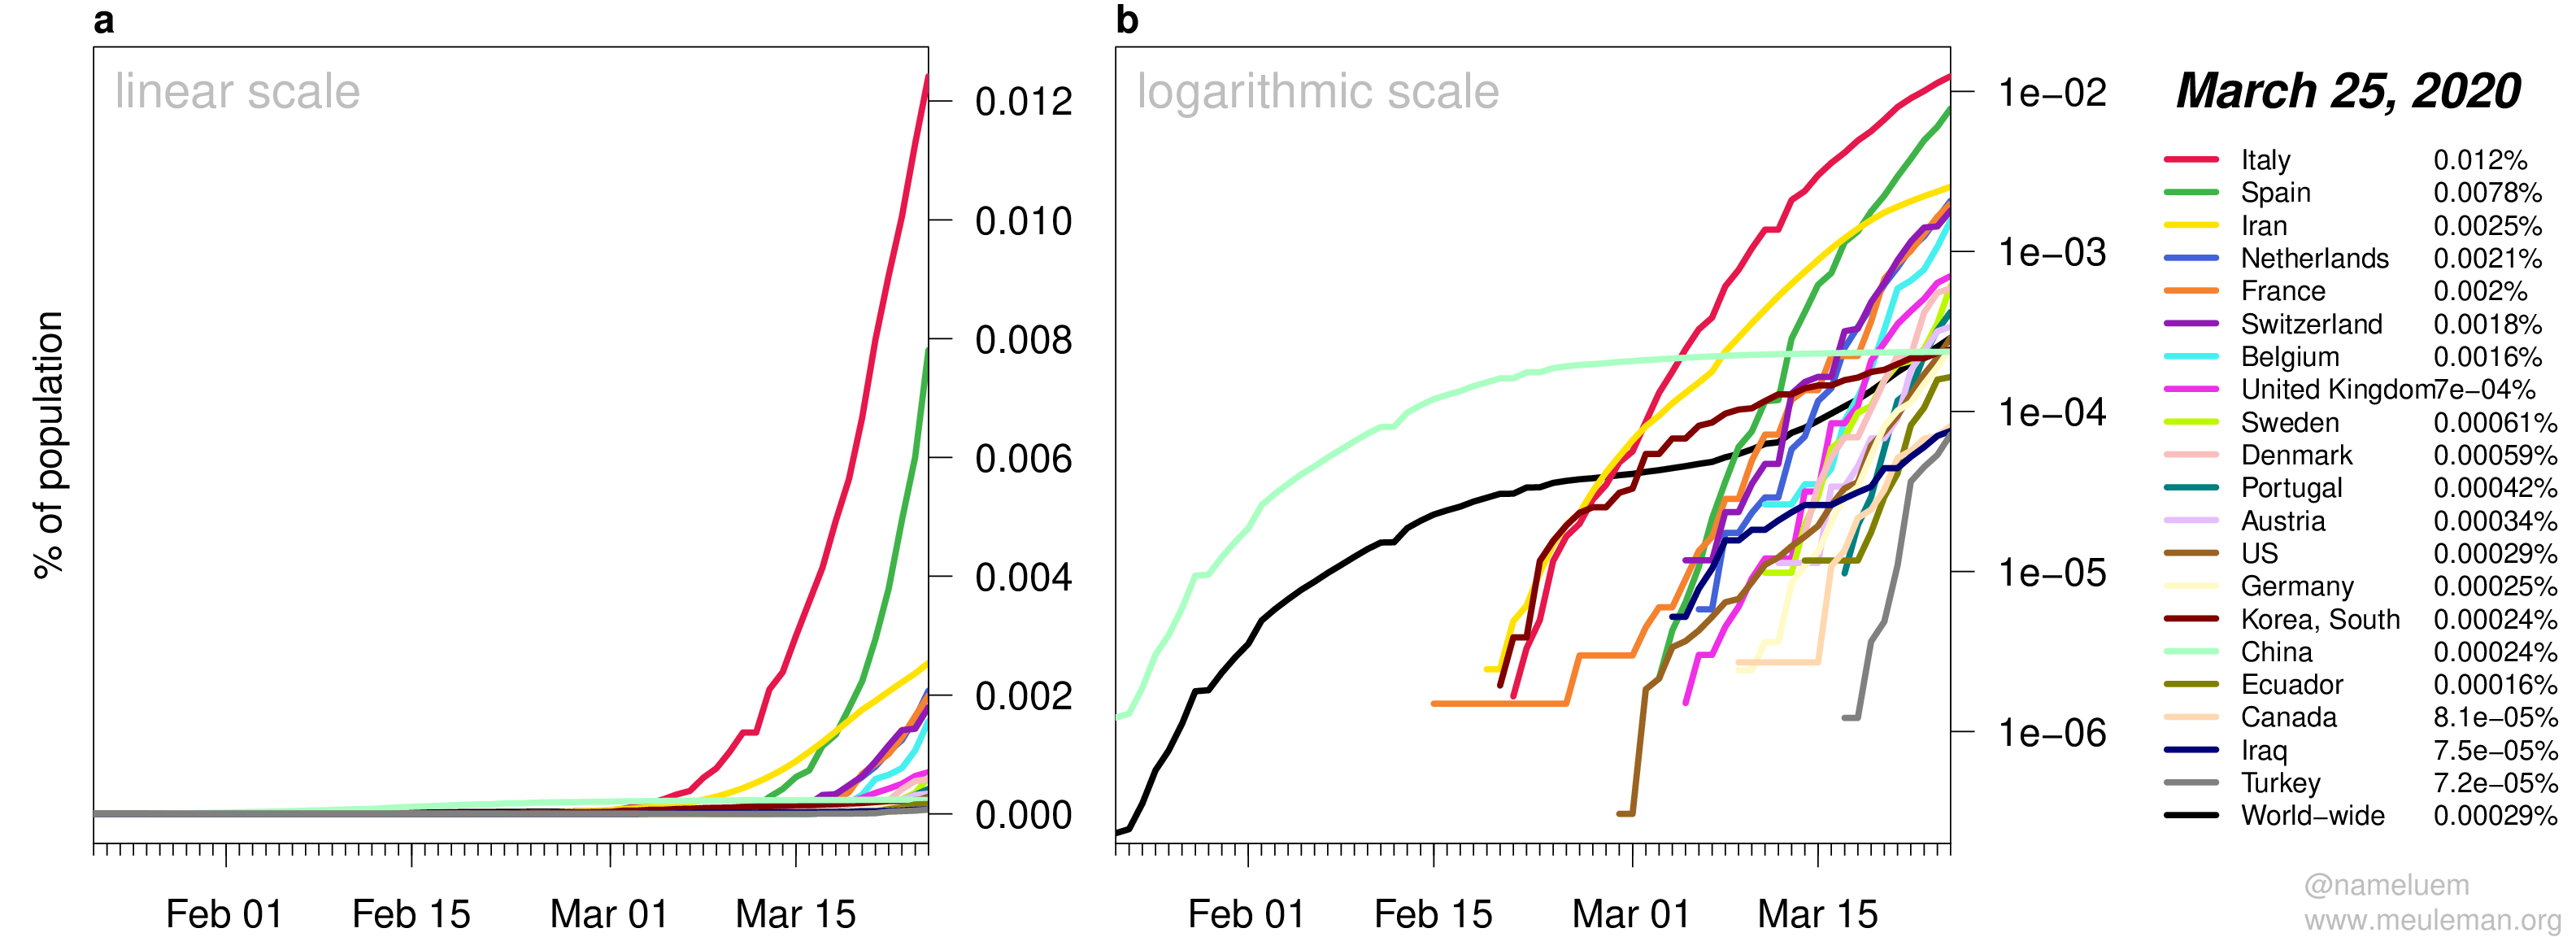 a
linear scale
% of population
0.012
0.010
0.008
0.006
0.004
0.002
0.000
Feb 01 Feb 15 Mar 01 Mar 15
b
logarithmic scale
1e−02
1e−03
1e−04
1e−05
1e−06
Feb 01 Feb 15 Mar 01 Mar 15
March 25, 2020
Italy 0.012%
Spain 0.0078%
Iran 0.0025%
Netherlands 0.0021%
France 0.002%
Switzerland 0.0018%
Belgium 0.0016%
United Kingdom 7e−04%
Sweden 0.00061%
Denmark 0.00059%
Portugal 0.00042%
Austria 0.00034%
US 0.00029%
Germany 0.00025%
Korea, South 0.00024%
China 0.00024%
Ecuador 0.00016%
Canada 8.1e−05%
Iraq 7.5e−05%
Turkey 7.2e−05%
World−wide 0.00029%
@nameluem
www.meuleman.org